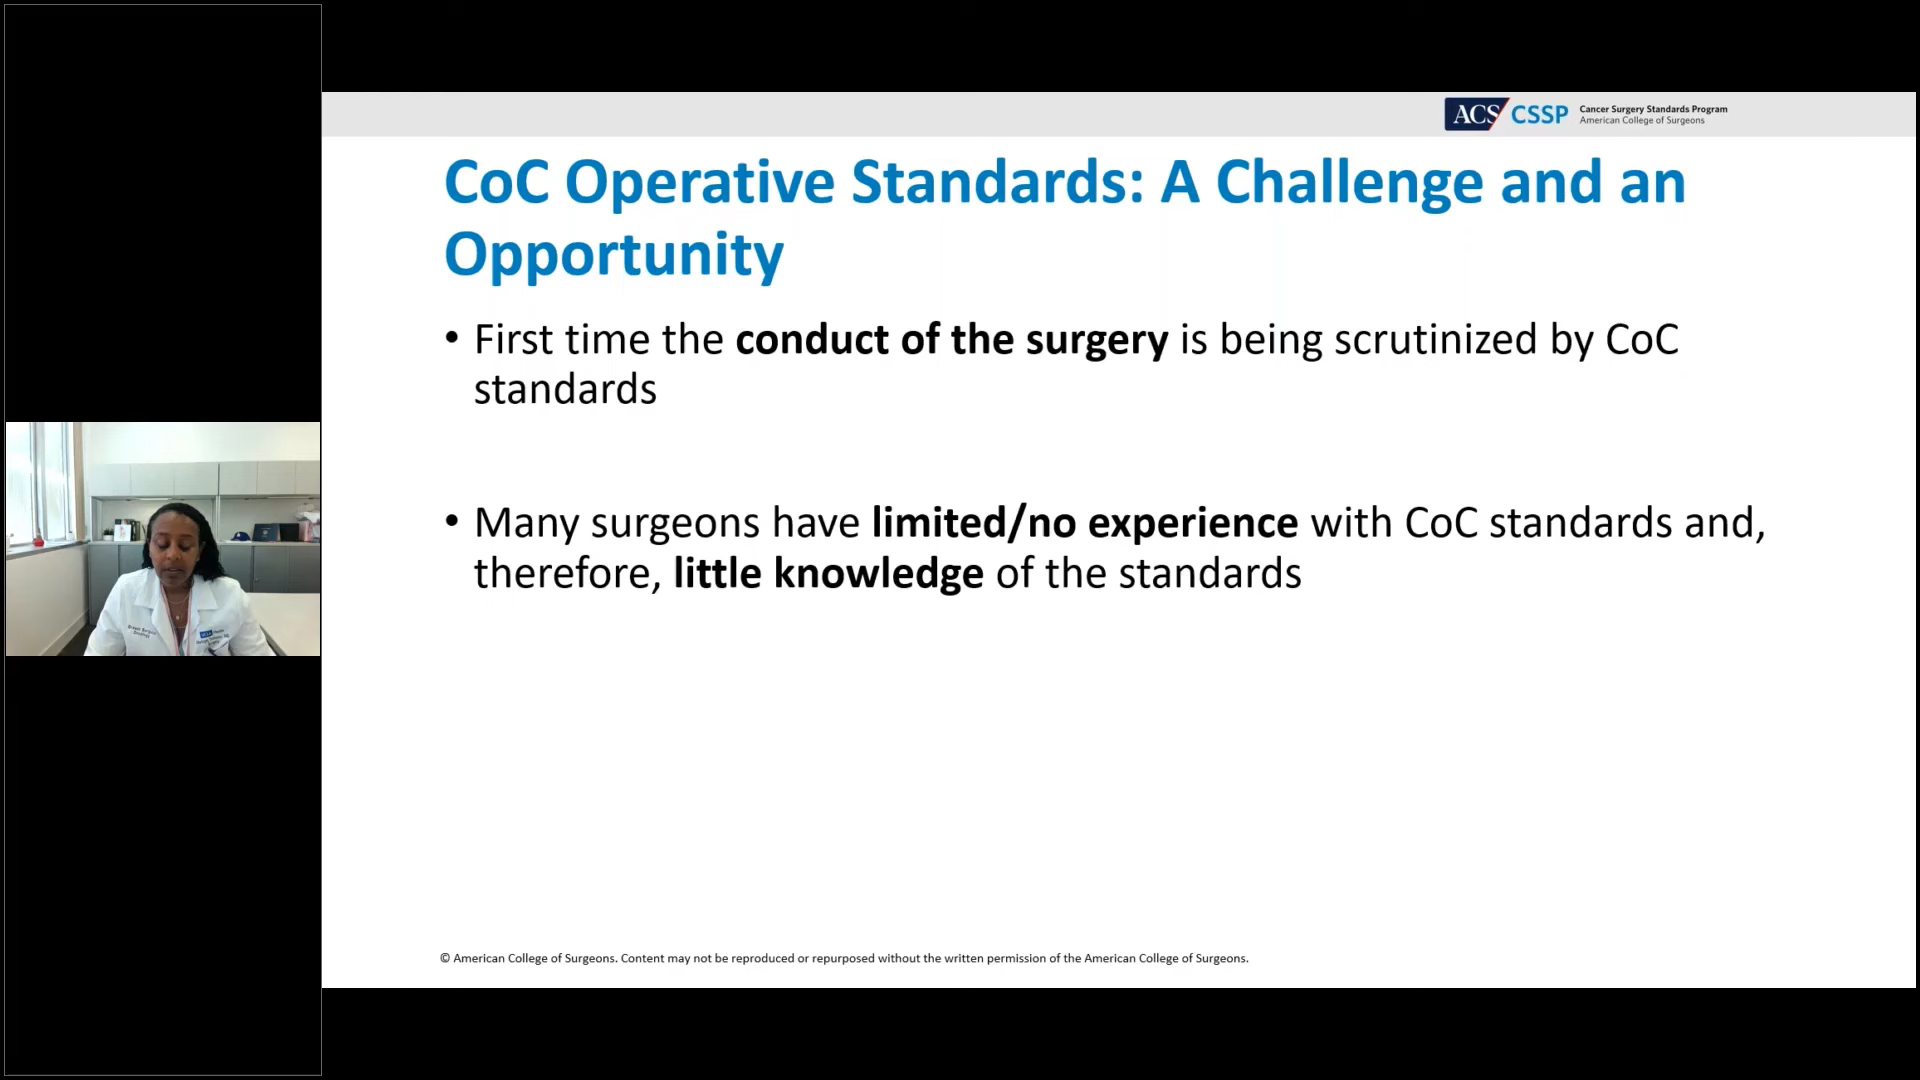 ACS CSSP Cancer Surgery Standards Program
American College of Surgeons
CoC Operative Standards: A Challenge and an
Opportunity
• First time the conduct of the surgery is being scrutinized by CoC
standards
• Many surgeons have limited/no experience with CoC standards and,
therefore, little knowledge of the standards
© American College of Surgeons. Content may not be reproduced or repurposed without the written permission of the American College of Surgeons.